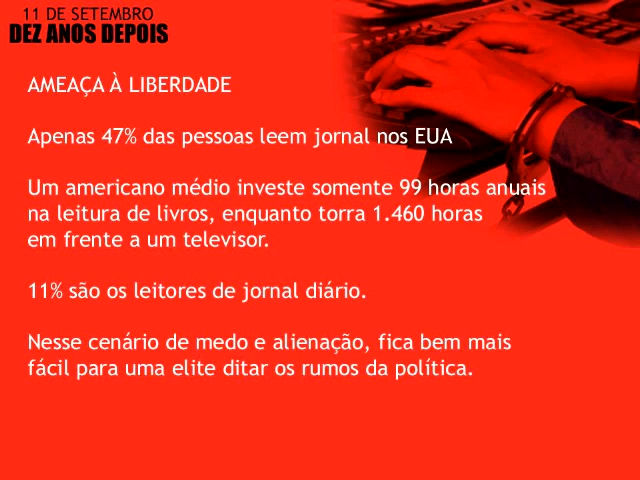 11 DE SETEMBRO
DEZ ANOS DEPOIS
AMEAÇA À LIBERDADE
Apenas 47% das pessoas leem jornal nos EUA
Um americano médio investe somente 99 horas anuais
na leitura de livros, enquanto torra 1.460 horas
em frente a um televisor.
11% são os leitores de jornal diário.
Nesse cenário de medo e alienação, fica bem mais
fácil para uma elite ditar os rumos da política.